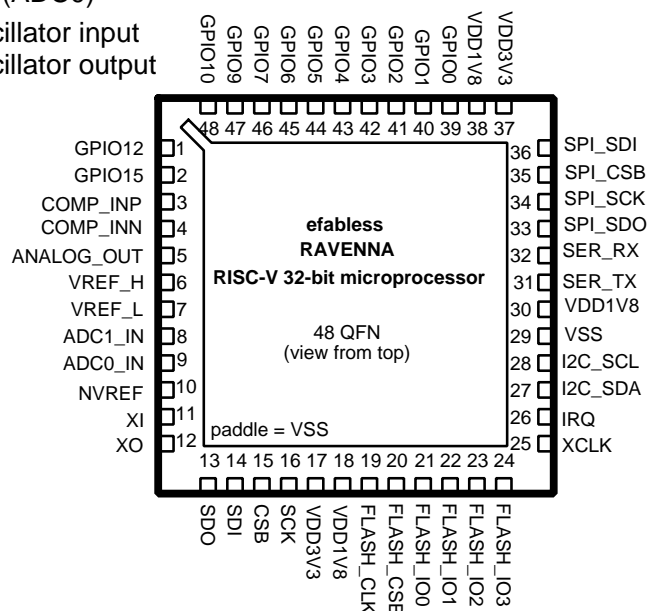 (ADC0)
cillator input
cillator output
GPIO10 GPIO9 GPIO7 GPIO6 GPIO5 GPIO4 GPIO3 GPIO2 GPIO1 GPIO0 VDD1V8 VDD3V3
48 47 46 45 44 43 42 41 40 39 38 37
GPIO12 1
GPIO15 2
COMP_INP 3
COMP_INN 4
ANALOG_OUT 5
VREF_H 6
VREF_L 7
ADC1_IN 8
ADC0_IN 9
NVREF 10
XI 11
XO 12
efabless
RAVENNA
RISC-V 32-bit microprocessor
48 QFN
(view from top)
paddle = VSS
36 SPI_SDI
35 SPI_CSB
34 SPI_SCK
33 SPI_SDO
32 SER_RX
31 SER_TX
30 VDD1V8
29 VSS
28 I2C_SCL
27 I2C_SDA
26 IRQ
25 XCLK
13 14 15 16 17 18 19 20 21 22 23 24
SDO SDI CSB SCK VDD3V3 VDD1V8 FLASH_CLK FLASH_CSB FLASH_IO0 FLASH_IO1 FLASH_IO2 FLASH_IO3